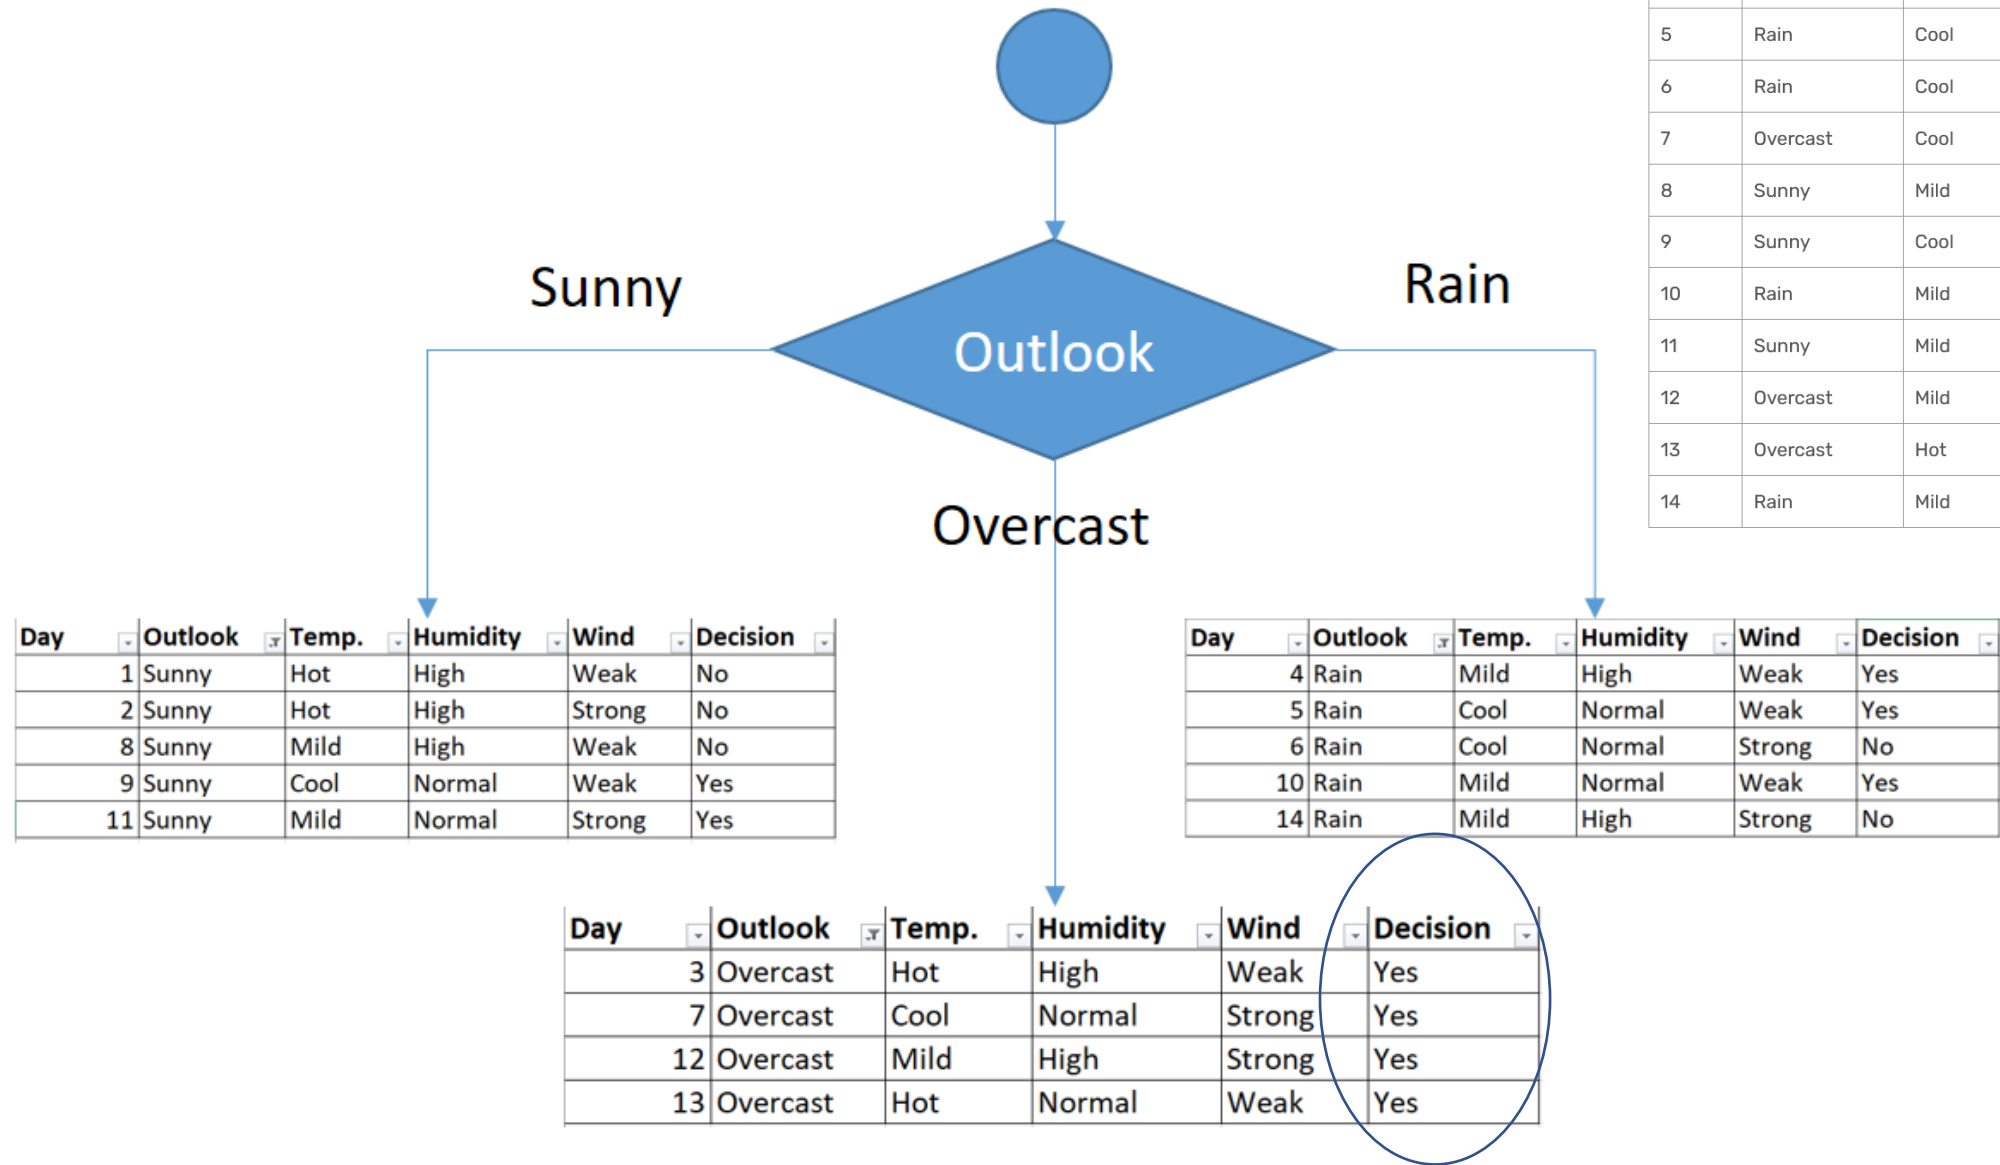 5 Rain Cool
6 Rain Cool
7 Overcast Cool
8 Sunny Mild
9 Sunny Cool
10 Rain Mild
11 Sunny Mild
12 Overcast Mild
13 Overcast Hot
14 Rain Mild
Sunny
Rain
Outlook
Overcast
Day Outlook Temp. Humidity Wind Decision
1 Sunny Hot High Weak No
2 Sunny Hot High Strong No
8 Sunny Mild High Weak No
9 Sunny Cool Normal Weak Yes
11 Sunny Mild Normal Strong Yes
Day Outlook Temp. Humidity Wind Decision
4 Rain Mild High Weak Yes
5 Rain Cool Normal Weak Yes
6 Rain Cool Normal Strong No
10 Rain Mild Normal Weak Yes
14 Rain Mild High Strong No
Day Outlook Temp. Humidity Wind Decision
3 Overcast Hot High Weak Yes
7 Overcast Cool Normal Strong Yes
12 Overcast Mild High Strong Yes
13 Overcast Hot Normal Weak Yes